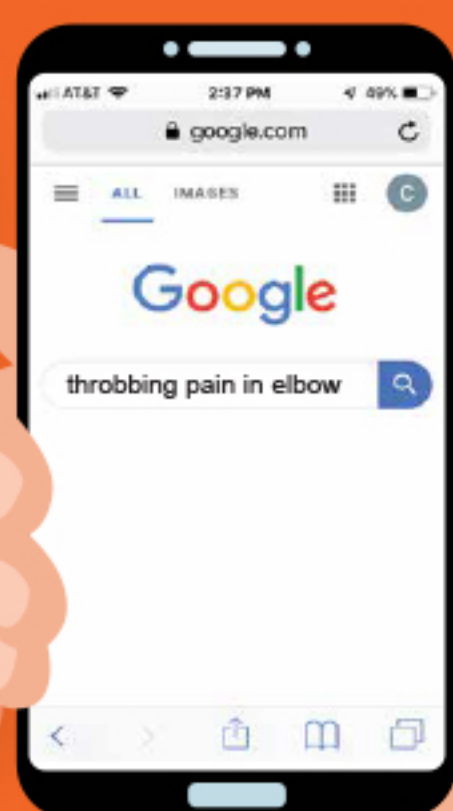 AT&T 2:37 PM 49%
google.com
ALL IMAGES C
Google
throbbing pain in elbow